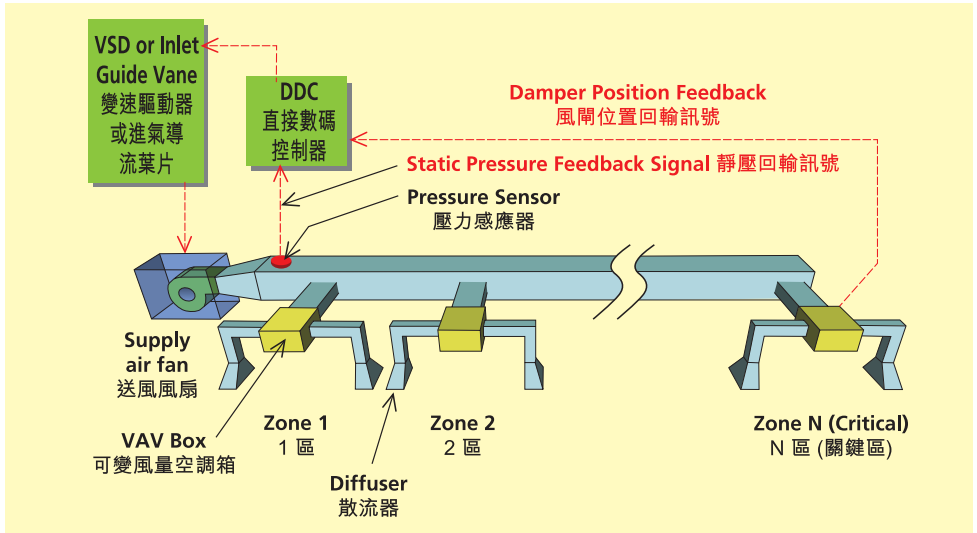 VSD or Inlet
Guide Vane
變速驅動器
或進氣導
流葉片
DDC
直接數碼
控制器
Damper Position Feedback
風閘位置回輸訊號
Static Pressure Feedback Signal 靜壓回輸訊號
Pressure Sensor
壓力感應器
Supply
air fan
送風風扇
VAV Box
可變風量空調箱
Zone 1
1 區
Zone 2
2 區
Diffuser
散流器
Zone N (Critical)
N 區 (關鍵區)